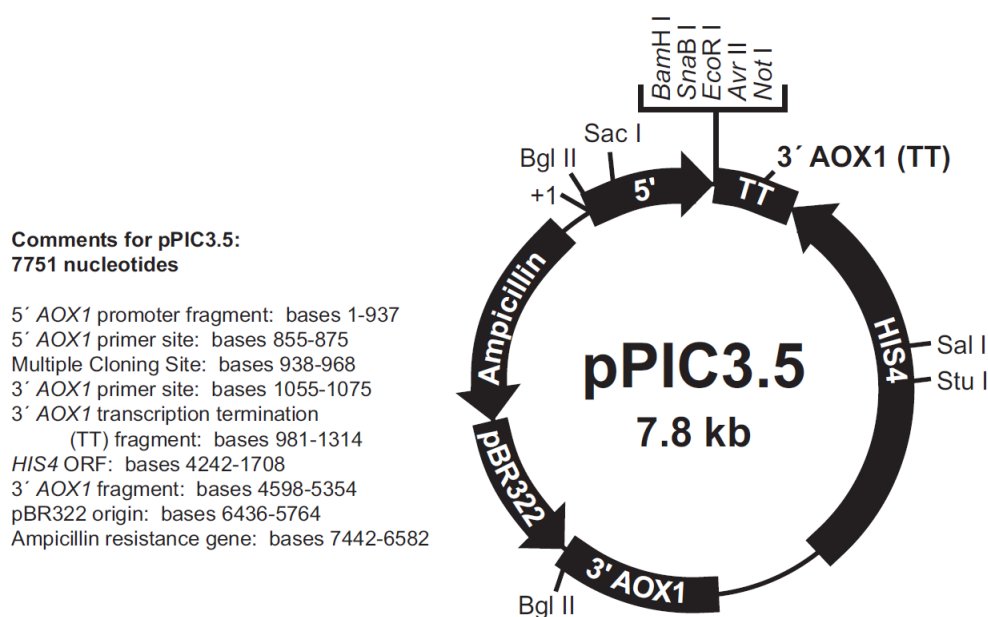 BamH I
SnaB I
EcoR I
Avr II
Not I
Sac I
Bgl II
+1
5'
TT
3´ AOX1 (TT)
Ampicillin
HIS4
Sal I
Stu I
pPIC3.5
7.8 kb
pBR322
3' AOX1
Bgl II
Comments for pPIC3.5:
7751 nucleotides
5´ AOX1 promoter fragment: bases 1-937
5´ AOX1 primer site: bases 855-875
Multiple Cloning Site: bases 938-968
3´ AOX1 primer site: bases 1055-1075
3´ AOX1 transcription termination
(TT) fragment: bases 981-1314
HIS4 ORF: bases 4242-1708
3´ AOX1 fragment: bases 4598-5354
pBR322 origin: bases 6436-5764
Ampicillin resistance gene: bases 7442-6582